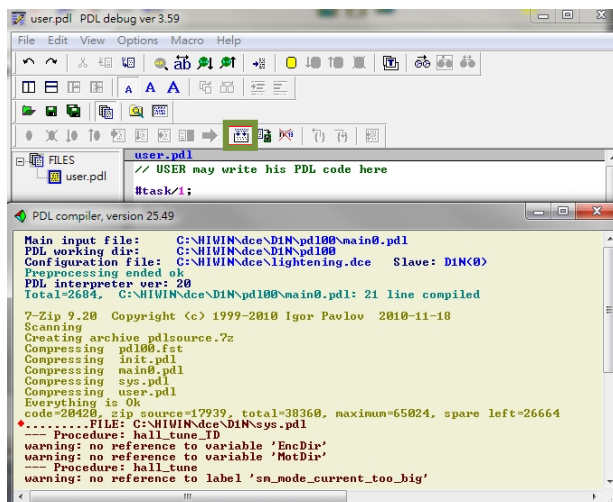 user.pdl PDL debug ver 3.59
File Edit View Options Macro Help
A A A
FILES
user.pdl
user.pdl
// USER may write his PDL code here
#task/1;
PDL compiler, version 25.49
Main input file: C:\HIWIN\dce\D1N\pdl00\main0.pdl
PDL working dir: C:\HIWIN\dce\D1N\pdl00
Configuration file: C:\HIWIN\dce\lightening.dce Slave: D1N<0>
Preprocessing ended ok
PDL interpreter ver: 20
Total=2684, C:\HIWIN\dce\D1N\pdl00\main0.pdl: 21 line compiled
7-Zip 9.20 Copyright (c) 1999-2010 Igor Pavlov 2010-11-18
Scanning
Creating archive pdlsource.7z
Compressing pdl00.fst
Compressing init.pdl
Compressing main0.pdl
Compressing sys.pdl
Compressing user.pdl
Everything is Ok
code=20420, zip source=17939, total=38360, maximum=65024, spare left=26664
.........FILE: C:\HIWIN\dce\D1N\sys.pdl
--- Procedure: hall_tune_TD
warning: no reference to variable 'EncDir'
warning: no reference to variable 'MotDir'
--- Procedure: hall_tune
warning: no reference to label 'sm_mode_current_too_big'